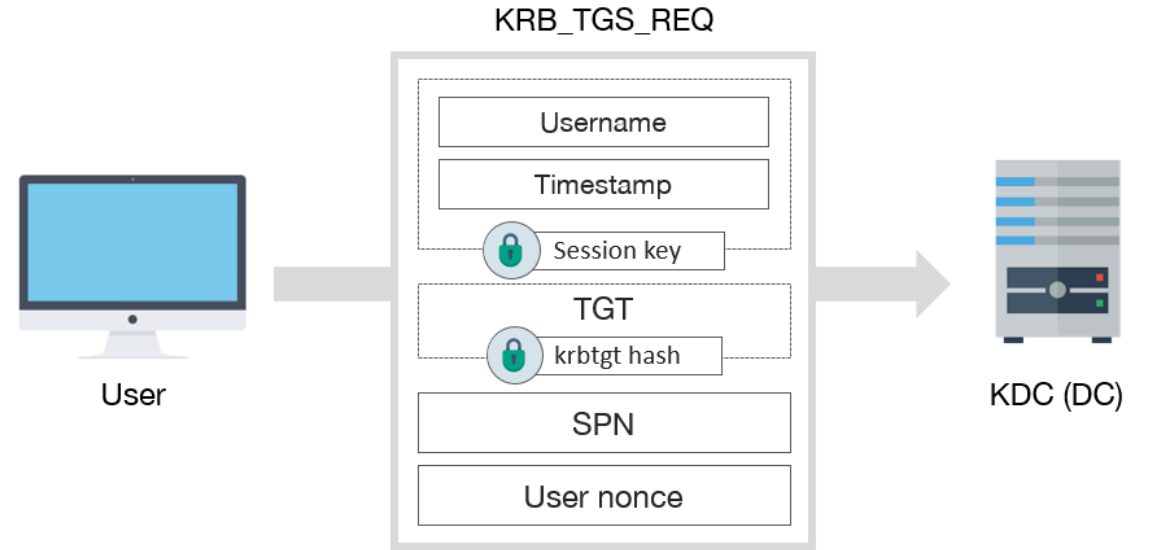 KRB_TGS_REQ
Username
Timestamp
Session key
TGT
krbtgt hash
User
KDC (DC)
SPN
User nonce